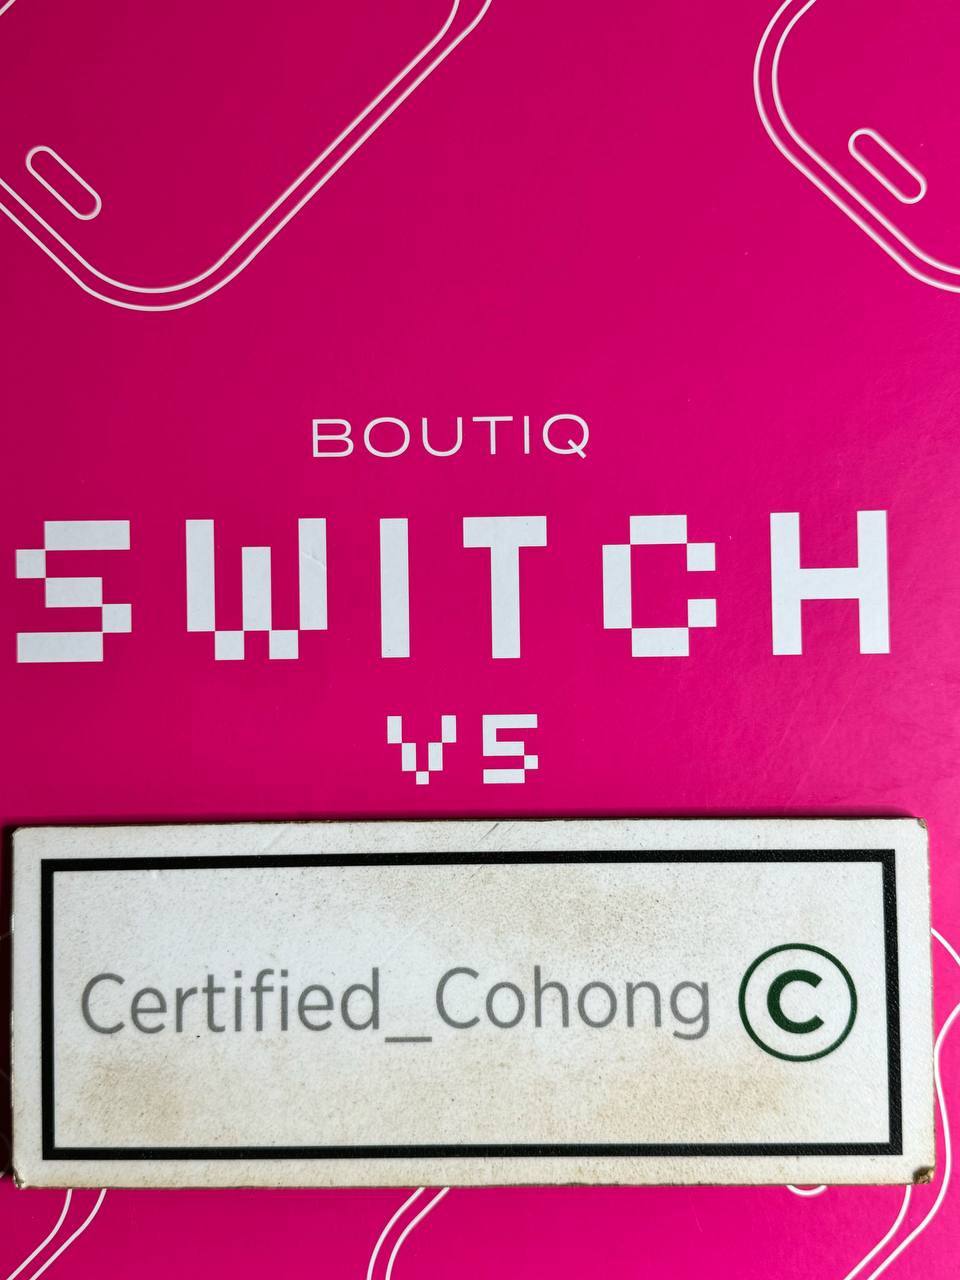 BOUTIQ
SWITCH
V5
Certified_Cohong ©